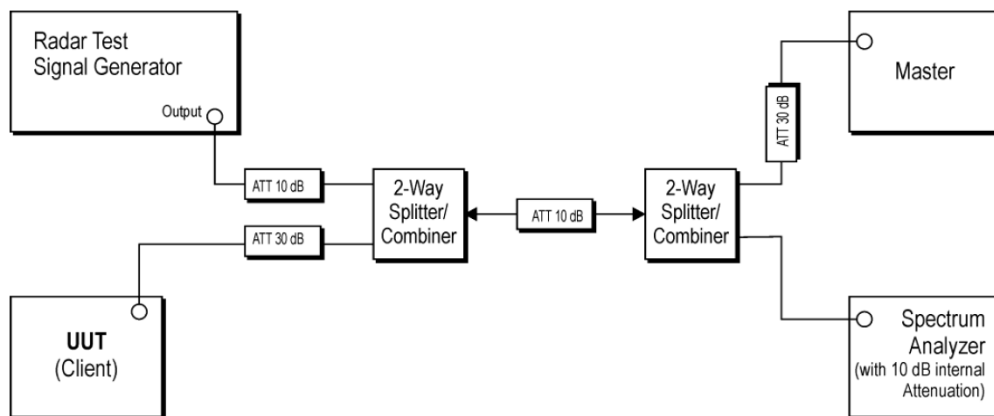 Radar Test
Signal Generator
Output
Master
ATT 30 dB
ATT 10 dB
2-Way
Splitter/
Combiner
ATT 10 dB
2-Way
Splitter/
Combiner
ATT 30 dB
UUT
(Client)
Spectrum
Analyzer
(with 10 dB internal
Attenuation)